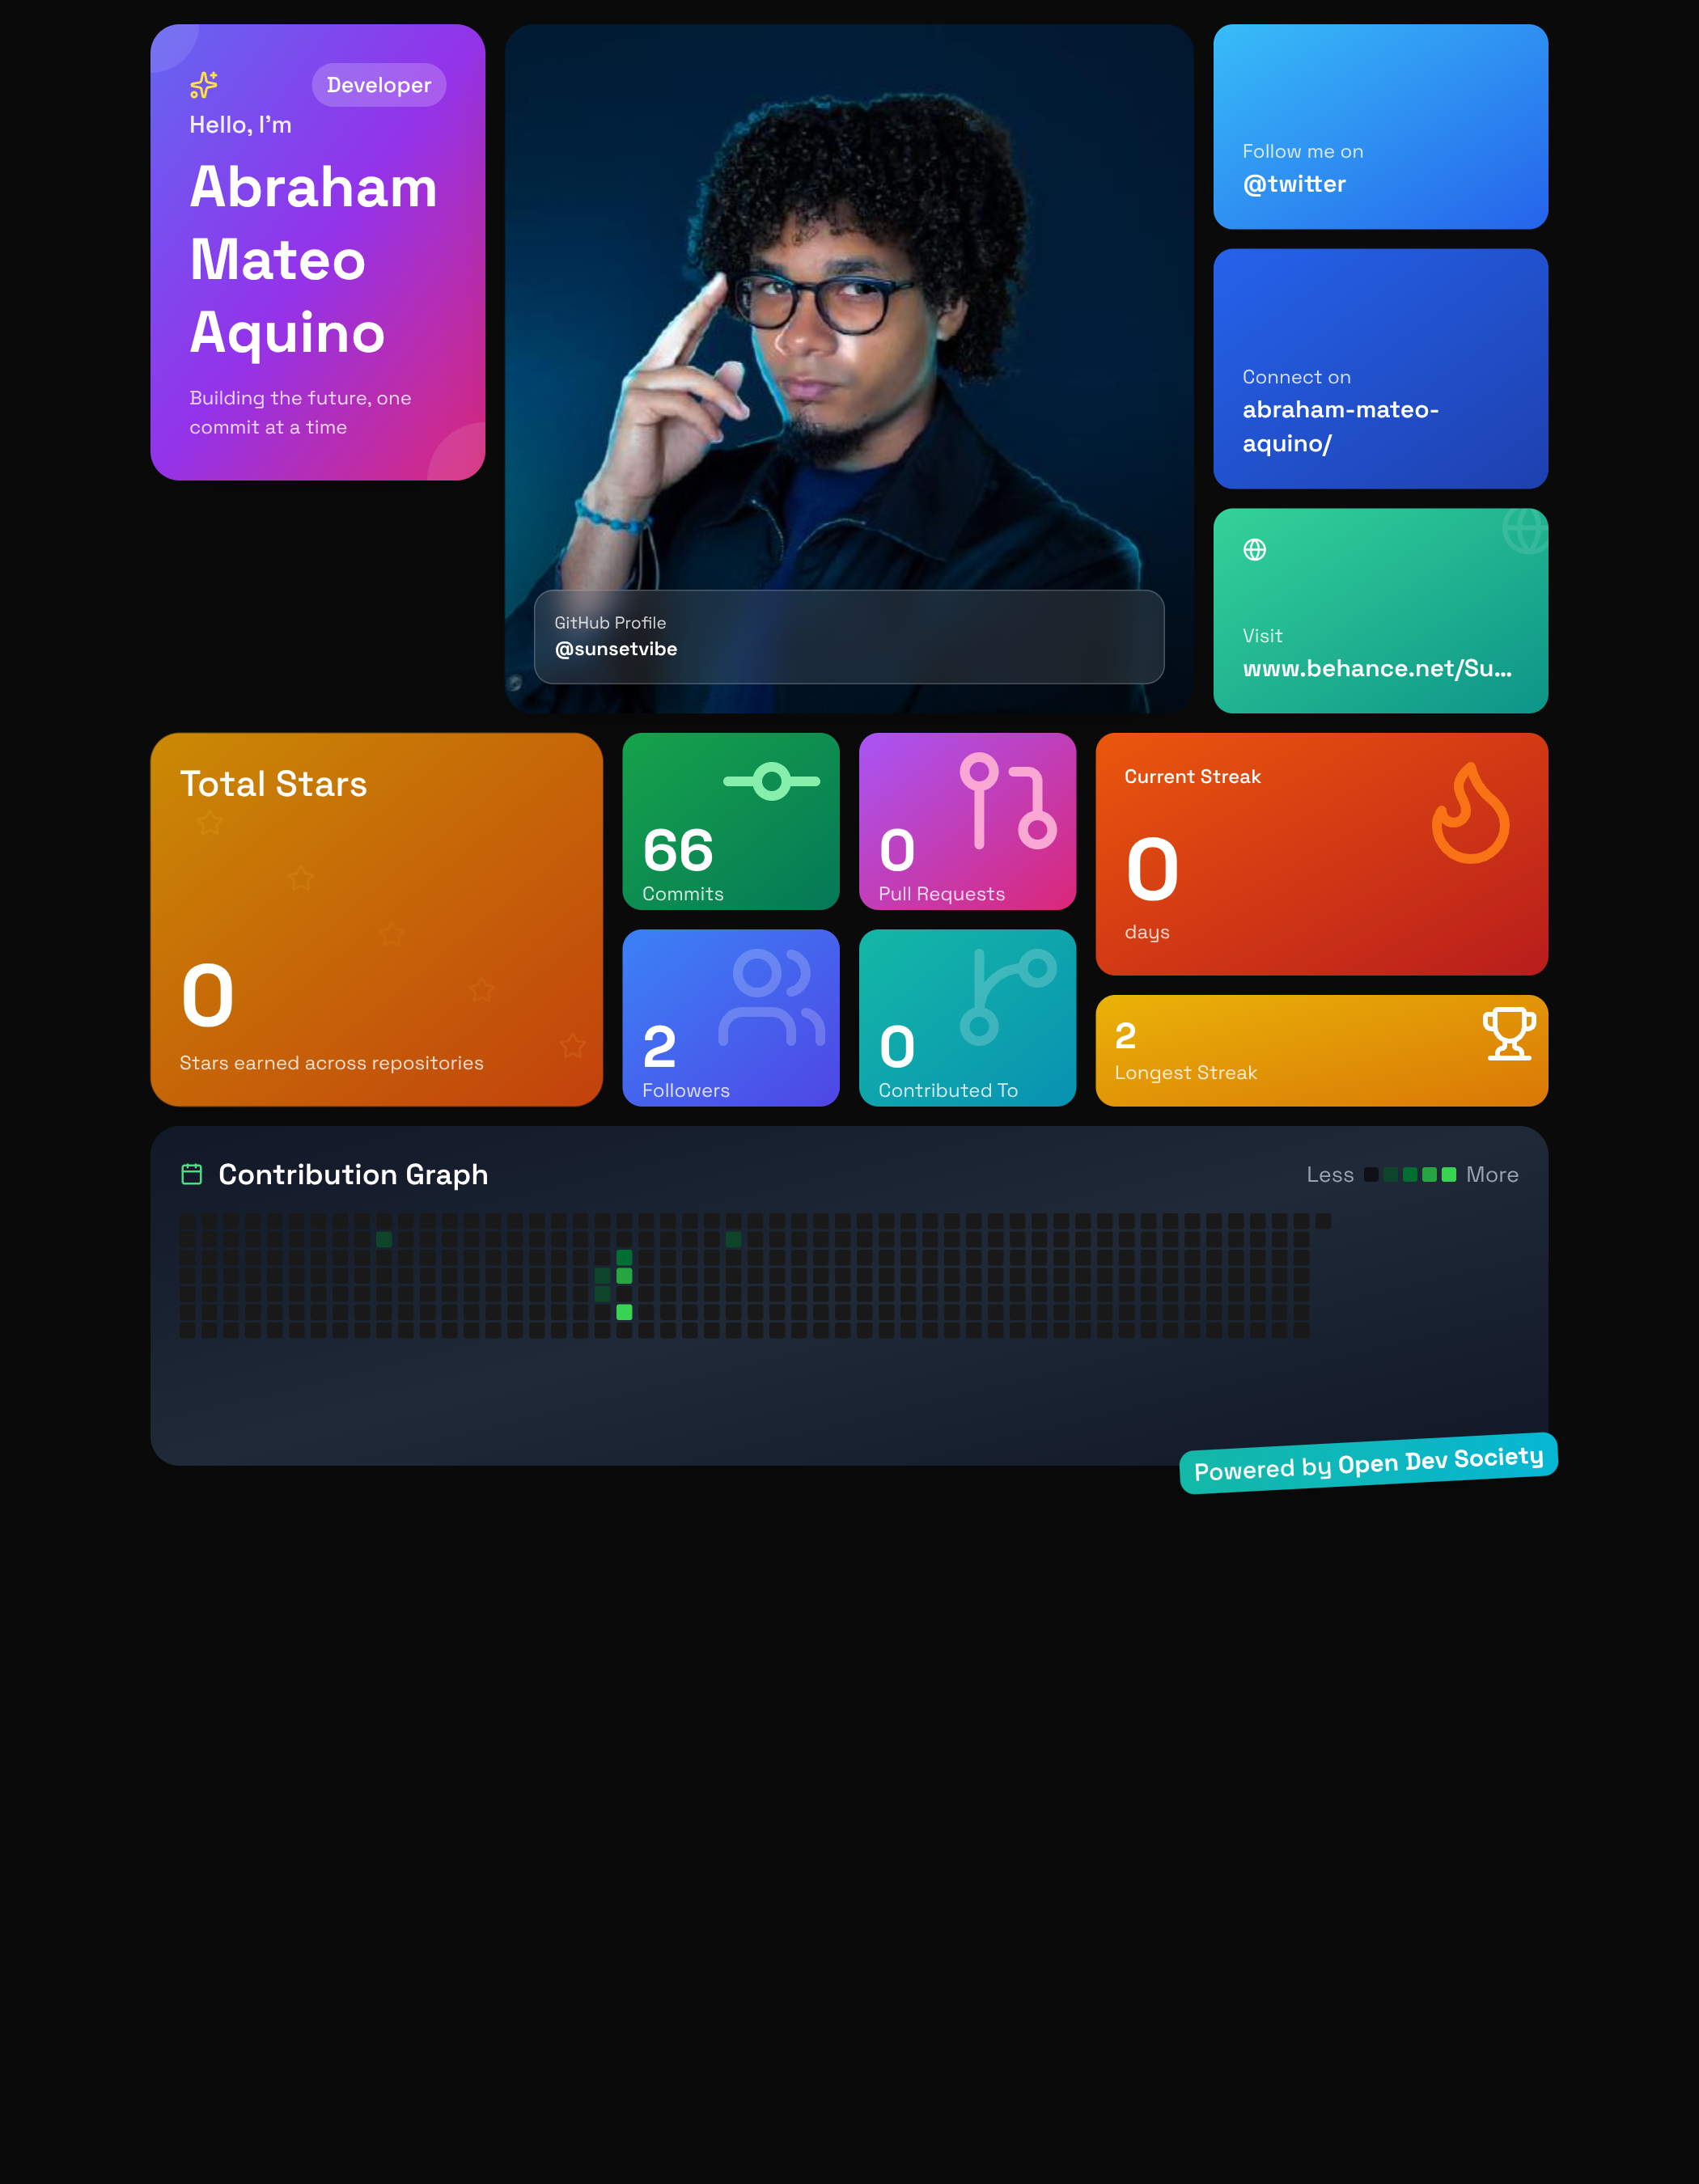 Developer
Hello, I'm
Abraham
Mateo
Aquino
Building the future, one
commit at a time
GitHub Profile
@sunsetvibe
Follow me on
@twitter
Connect on
abraham-mateo-
aquino/
Visit
www.behance.net/Su...
Total Stars
0
Stars earned across repositories
66
Commits
0
Pull Requests
2
Followers
0
Contributed To
Current Streak
0
days
2
Longest Streak
Contribution Graph
Less
More
Powered by Open Dev Society